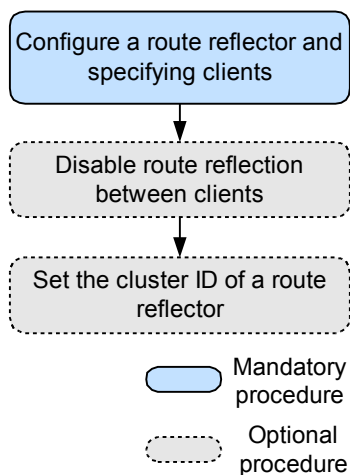 Configure a route reflector and
specifying clients
Disable route reflection
between clients
Set the cluster ID of a route
reflector
Mandatory
procedure
Optional
procedure